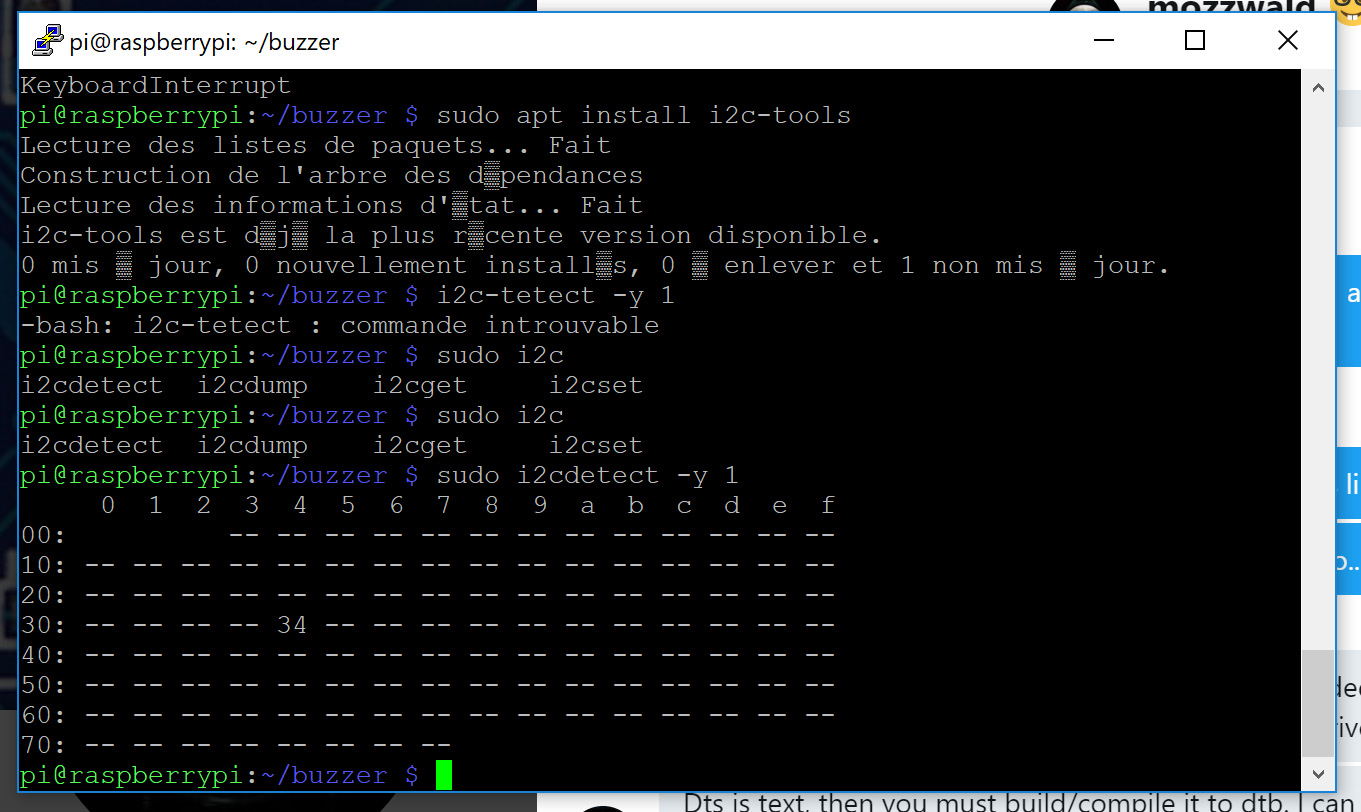 mozzwald
pi@raspberrypi: ~/buzzer
KeyboardInterrupt
pi@raspberrypi:~/buzzer $ sudo apt install i2c-tools
Lecture des listes de paquets... Fait
Construction de l'arbre des d▒pendances
Lecture des informations d'▒tat... Fait
i2c-tools est d▒j▒ la plus r▒cente version disponible.
0 mis ▒ jour, 0 nouvellement install▒s, 0 ▒ enlever et 1 non mis ▒ jour.
pi@raspberrypi:~/buzzer $ i2c-tetect -y 1
-bash: i2c-tetect : commande introuvable
pi@raspberrypi:~/buzzer $ sudo i2c
i2cdetect  i2cdump    i2cget     i2cset
pi@raspberrypi:~/buzzer $ sudo i2c
i2cdetect  i2cdump    i2cget     i2cset
pi@raspberrypi:~/buzzer $ sudo i2cdetect -y 1
     0  1  2  3  4  5  6  7  8  9  a  b  c  d  e  f
00:          -- -- -- -- -- -- -- -- -- -- -- -- --
10: -- -- -- -- -- -- -- -- -- -- -- -- -- -- -- --
20: -- -- -- -- -- -- -- -- -- -- -- -- -- -- -- --
30: -- -- -- -- 34 -- -- -- -- -- -- -- -- -- -- --
40: -- -- -- -- -- -- -- -- -- -- -- -- -- -- -- --
50: -- -- -- -- -- -- -- -- -- -- -- -- -- -- -- --
60: -- -- -- -- -- -- -- -- -- -- -- -- -- -- -- --
70: -- -- -- -- -- -- -- --
pi@raspberrypi:~/buzzer $
Dts is text, then you must build/compile it to dtb. I can